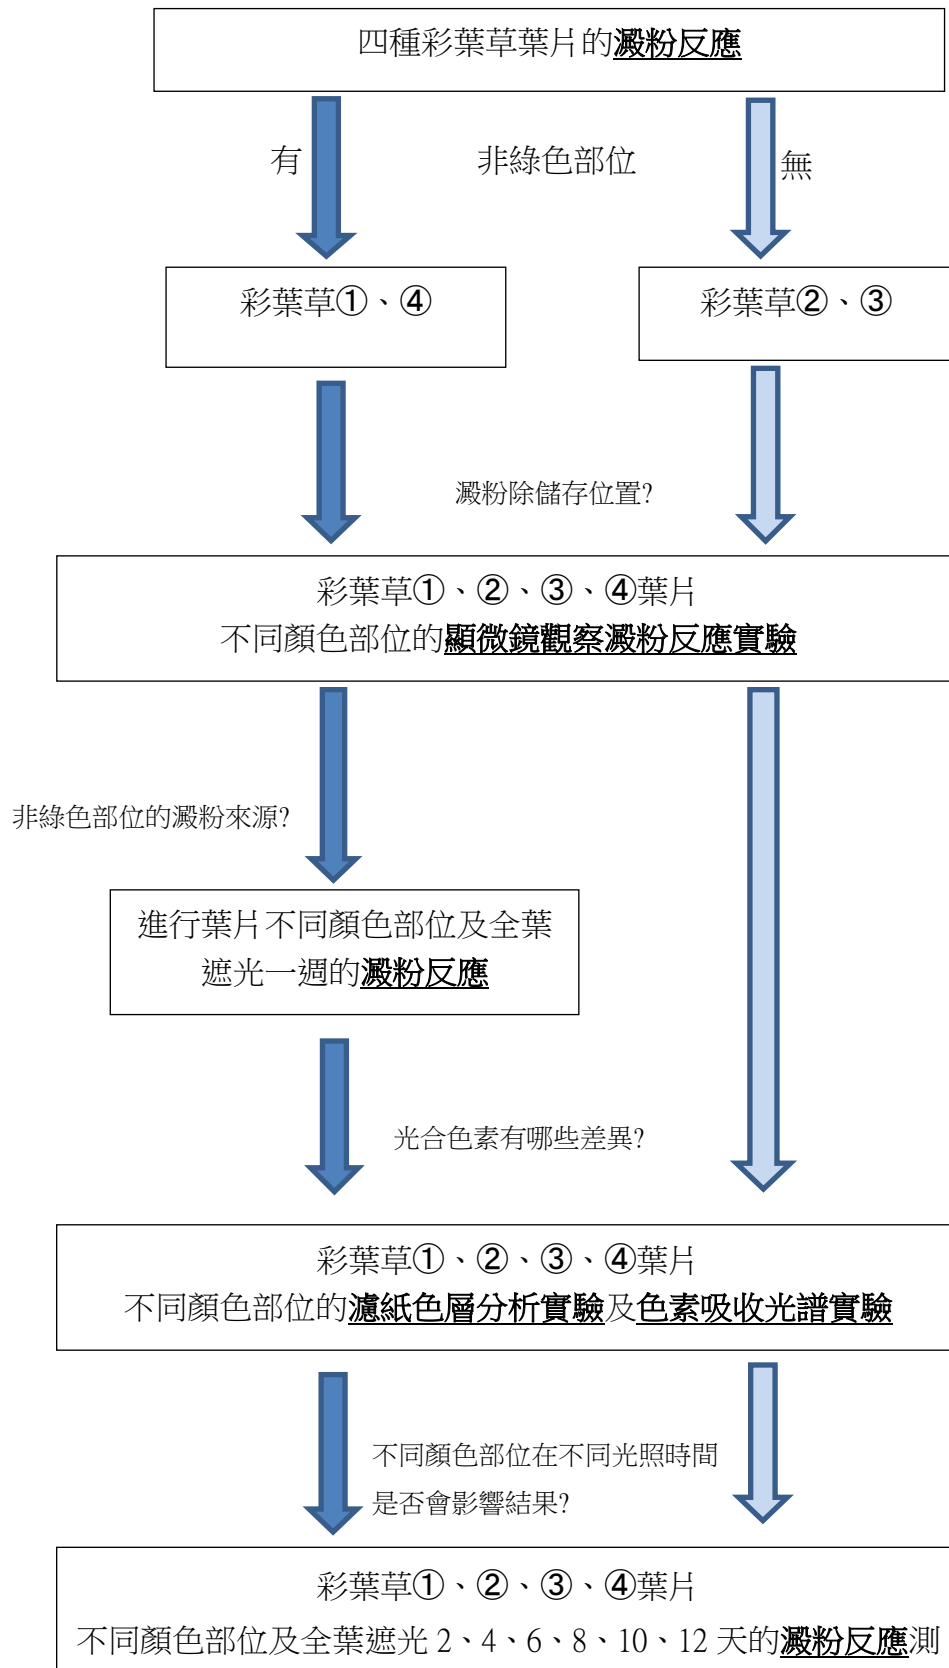 四種彩葉草葉片的澱粉反應
有
非綠色部位
無
彩葉草①、④
彩葉草②、③
澱粉除儲存位置?
彩葉草①、②、③、④葉片
不同顏色部位的顯微鏡觀察澱粉反應實驗
非綠色部位的澱粉來源?
進行葉片不同顏色部位及全葉
遮光一週的澱粉反應
光合色素有哪些差異?
彩葉草①、②、③、④葉片
不同顏色部位的濾紙色層分析實驗及色素吸收光譜實驗
不同顏色部位在不同光照時間
是否會影響結果?
彩葉草①、②、③、④葉片
不同顏色部位及全葉遮光 2、4、6、8、10、12 天的澱粉反應測